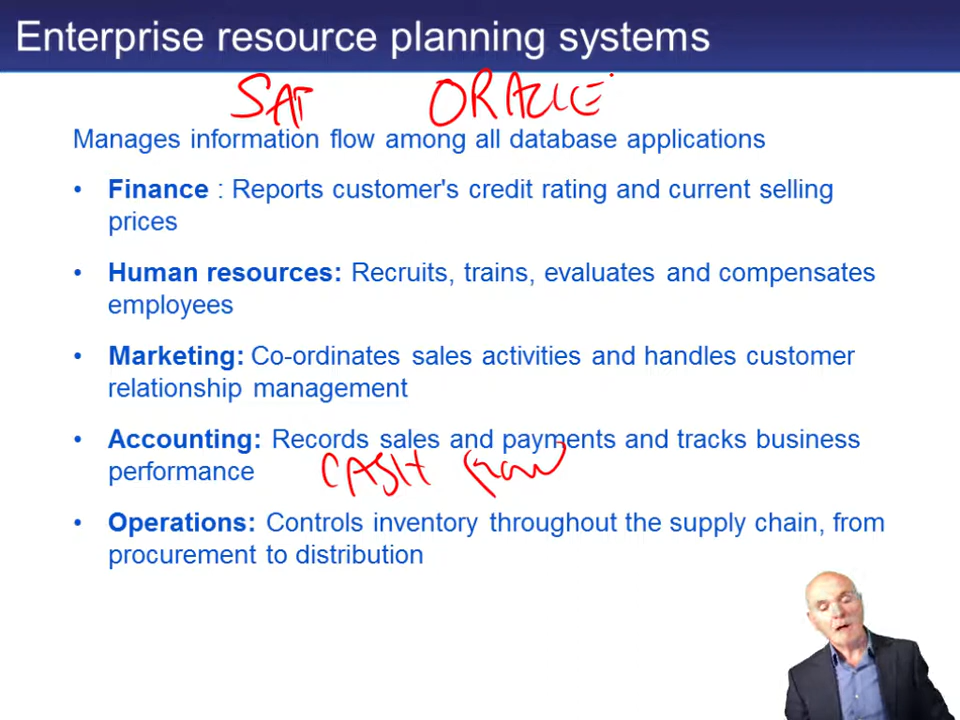 Enterprise resource planning systems
SAP ORACLE
Manages information flow among all database applications
• Finance : Reports customer's credit rating and current selling
prices
• Human resources: Recruits, trains, evaluates and compensates
employees
• Marketing: Co-ordinates sales activities and handles customer
relationship management
• Accounting: Records sales and payments and tracks business
performance CASH Flow
• Operations: Controls inventory throughout the supply chain, from
procurement to distribution